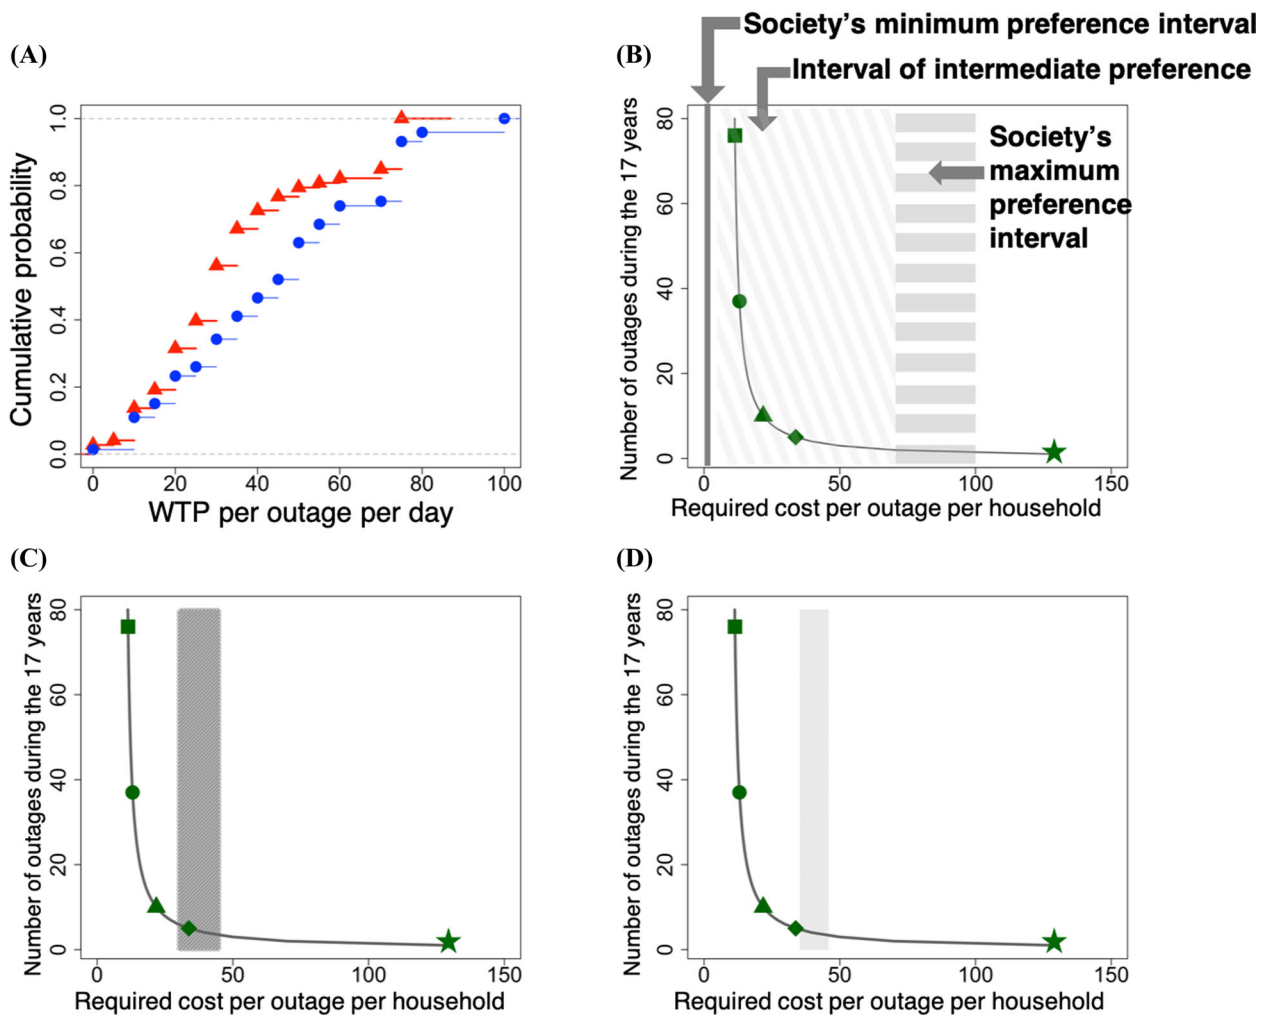 (A)
Cumulative probability
0.0 0.2 0.4 0.6 0.8 1.0
0 20 40 60 80 100
WTP per outage per day
(B)
Society's minimum preference interval
Interval of intermediate preference
Society's
maximum
preference
interval
Number of outages during the 17 years
0 20 40 60 80
0 50 100 150
Required cost per outage per household
(C)
Number of outages during the 17 years
0 20 40 60 80
0 50 100 150
Required cost per outage per household
(D)
Number of outages during the 17 years
0 20 40 60 80
0 50 100 150
Required cost per outage per household